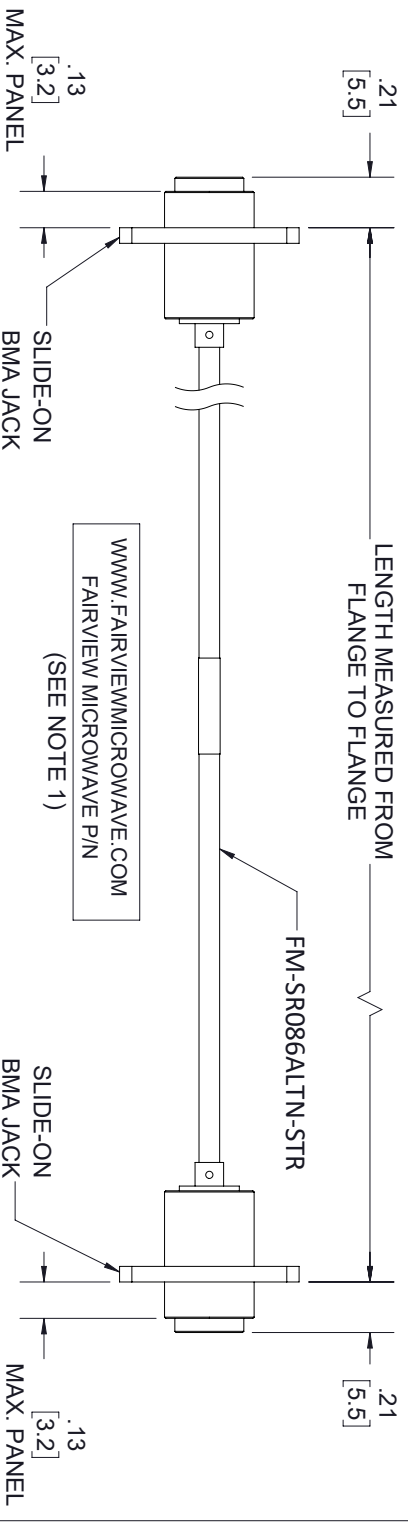 .21
[5.5]
LENGTH MEASURED FROM
FLANGE TO FLANGE
.21
[5.5]
FM-SR086ALTN-STR
.13
[3.2]
MAX. PANEL
SLIDE-ON
BMA JACK
WWW.FAIRVIEWMICROWAVE.COM
FAIRVIEW MICROWAVE P/N
(SEE NOTE 1)
SLIDE-ON
BMA JACK
.13
[3.2]
MAX. PANEL